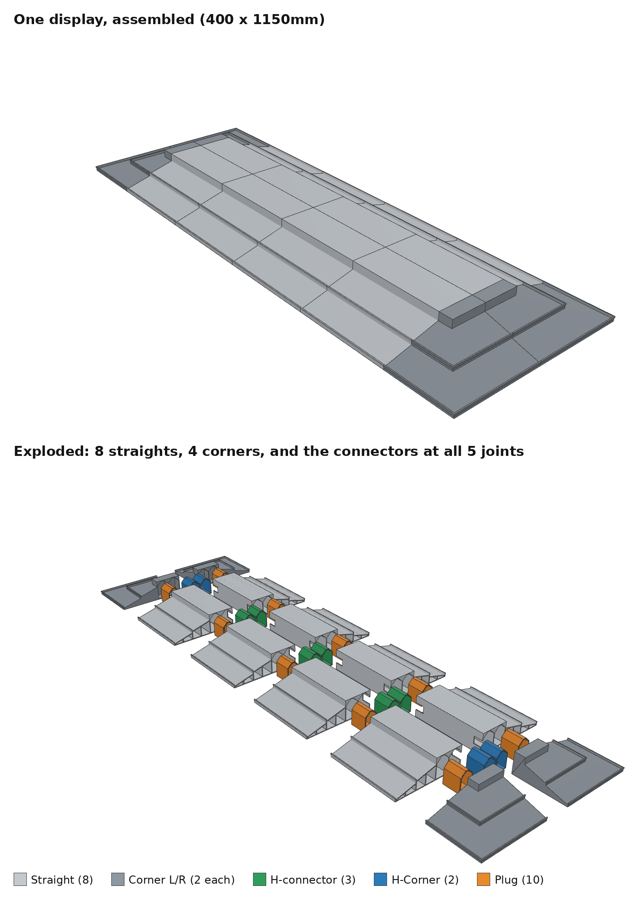 One display, assembled (400 x 1150mm)
Exploded: 8 straights, 4 corners, and the connectors at all 5 joints
Straight (8) Corner L/R (2 each) H-connector (3) H-Corner (2) Plug (10)